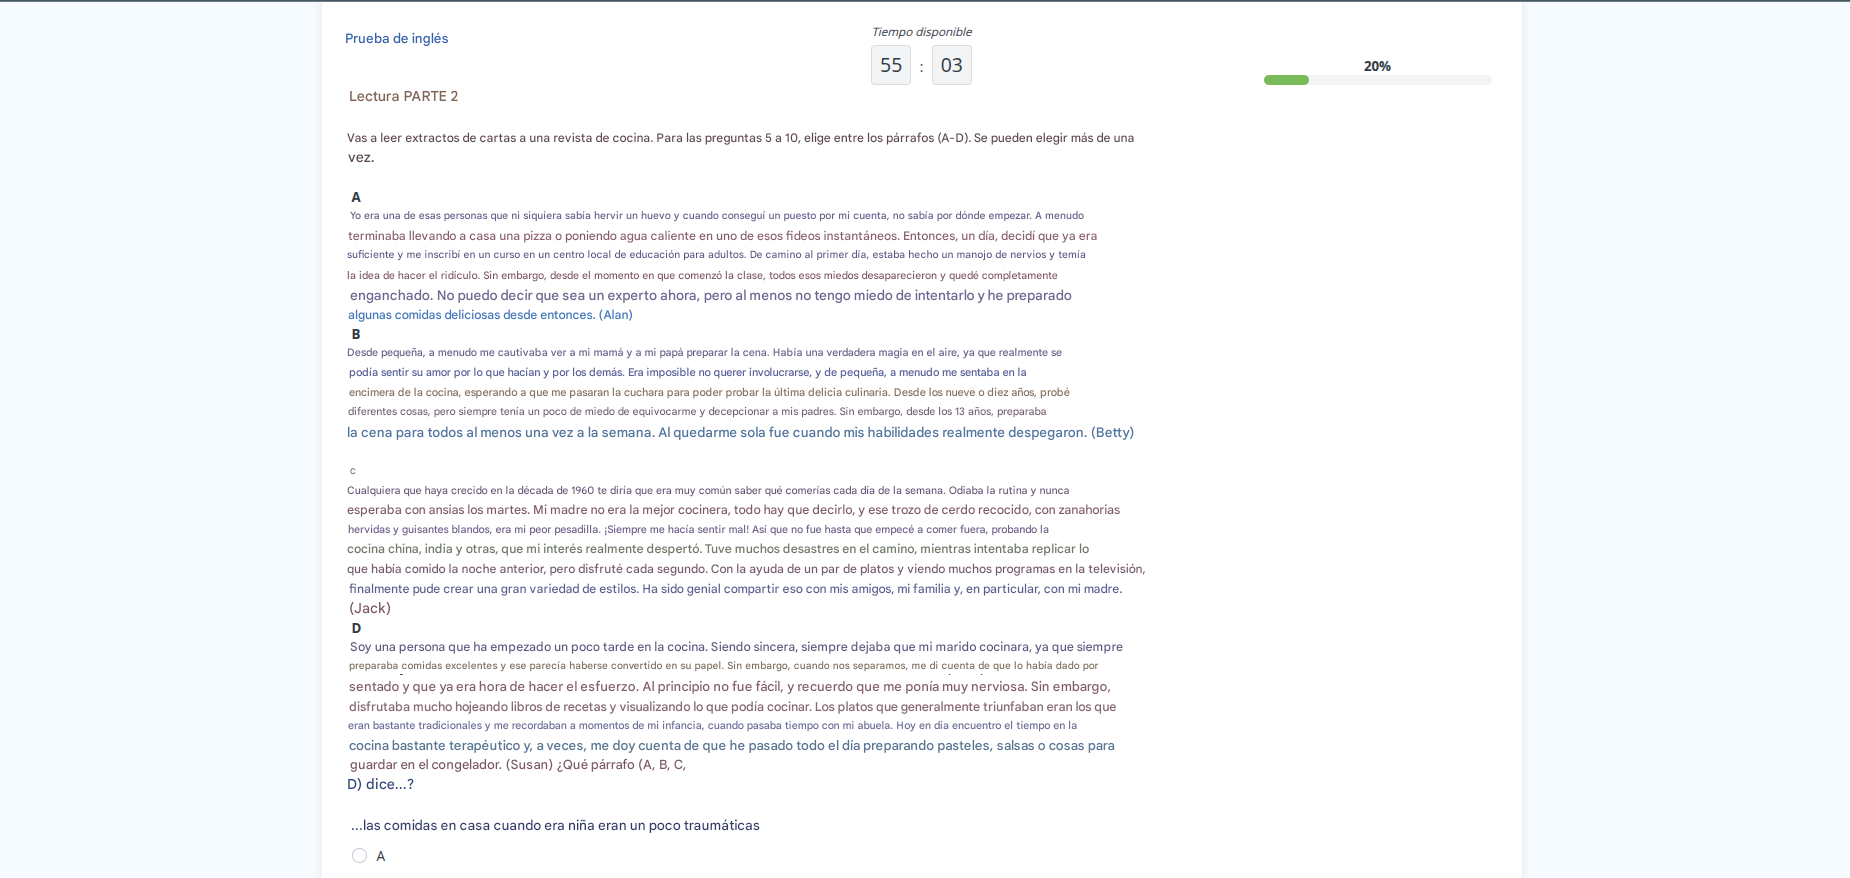 Tiempo disponible
Prueba de inglés
55 : 03
20%
Lectura PARTE 2
Vas a leer extractos de cartas a una revista de cocina. Para las preguntas 5 a 10, elige entre los párrafos (A-D). Se pueden elegir más de una
vez.
A
Yo era una de esas personas que ni siquiera sabía hervir un huevo y cuando conseguí un puesto por mi cuenta, no sabía por dónde empezar. A menudo
terminaba llevando a casa una pizza o poniendo agua caliente en uno de esos fideos instantáneos. Entonces, un día, decidí que ya era
suficiente y me inscribí en un curso en un centro local de educación para adultos. De camino al primer día, estaba hecho un manojo de nervios y temía
la idea de hacer el ridículo. Sin embargo, desde el momento en que comenzó la clase, todos esos miedos desaparecieron y quedé completamente
enganchado. No puedo decir que sea un experto ahora, pero al menos no tengo miedo de intentarlo y he preparado
algunas comidas deliciosas desde entonces. (Alan)
B
Desde pequeña, a menudo me cautivaba ver a mi mamá y a mi papá preparar la cena. Había una verdadera magia en el aire, ya que realmente se
podía sentir su amor por lo que hacían y por los demás. Era imposible no querer involucrarse, y de pequeña, a menudo me sentaba en la
encimera de la cocina, esperando a que me pasaran la cuchara para poder probar la última delicia culinaria. Desde los nueve o diez años, probé
diferentes cosas, pero siempre tenía un poco de miedo de equivocarme y decepcionar a mis padres. Sin embargo, desde los 13 años, preparaba
la cena para todos al menos una vez a la semana. Al quedarme sola fue cuando mis habilidades realmente despegaron. (Betty)
C
Cualquiera que haya crecido en la década de 1960 te diría que era muy común saber qué comerías cada día de la semana. Odiaba la rutina y nunca
esperaba con ansias los martes. Mi madre no era la mejor cocinera, todo hay que decirlo, y ese trozo de cerdo recocido, con zanahorias
hervidas y guisantes blandos, era mi peor pesadilla. ¡Siempre me hacía sentir mal! Así que no fue hasta que empecé a comer fuera, probando la
cocina china, india y otras, que mi interés realmente despertó. Tuve muchos desastres en el camino, mientras intentaba replicar lo
que había comido la noche anterior, pero disfruté cada segundo. Con la ayuda de un par de platos y viendo muchos programas en la televisión,
finalmente pude crear una gran variedad de estilos. Ha sido genial compartir eso con mis amigos, mi familia y, en particular, con mi madre.
(Jack)
D
Soy una persona que ha empezado un poco tarde en la cocina. Siendo sincera, siempre dejaba que mi marido cocinara, ya que siempre
preparaba comidas excelentes y ese parecía haberse convertido en su papel. Sin embargo, cuando nos separamos, me di cuenta de que lo había dado por
sentado y que ya era hora de hacer el esfuerzo. Al principio no fue fácil, y recuerdo que me ponía muy nerviosa. Sin embargo,
disfrutaba mucho hojeando libros de recetas y visualizando lo que podía cocinar. Los platos que generalmente triunfaban eran los que
eran bastante tradicionales y me recordaban a momentos de mi infancia, cuando pasaba tiempo con mi abuela. Hoy en día encuentro el tiempo en la
cocina bastante terapéutico y, a veces, me doy cuenta de que he pasado todo el día preparando pasteles, salsas o cosas para
guardar en el congelador. (Susan) ¿Qué párrafo (A, B, C,
D) dice...?
...las comidas en casa cuando era niña eran un poco traumáticas
A